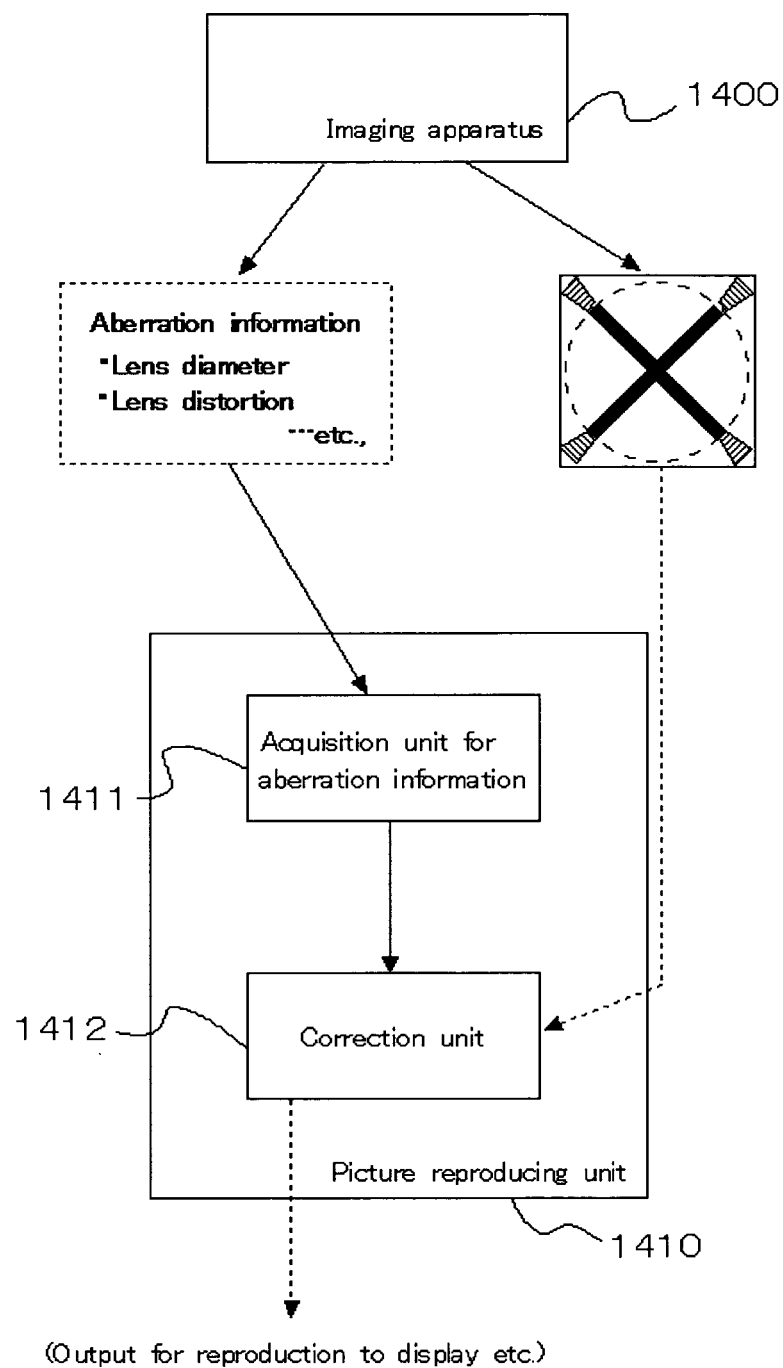 1400
Imaging apparatus
Aberration information
・Lens diameter
・Lens distortion
・・・etc.,
Acquisition unit for
aberration information
1411
1412
Correction unit
Picture reproducing unit
1410
(Output for reproduction to display etc.)